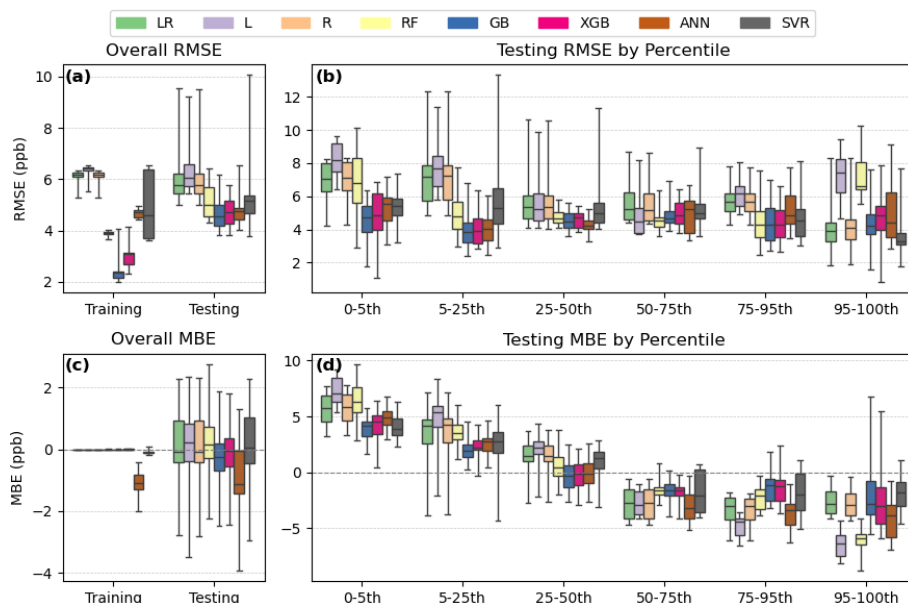 LR L R RF GB XGB ANN SVR
Overall RMSE
Testing RMSE by Percentile
(a)
(b)
RMSE (ppb)
10
8
6
4
2
12
10
8
6
4
2
Training Testing
0-5th 5-25th 25-50th 50-75th 75-95th 95-100th
Overall MBE
Testing MBE by Percentile
(c)
(d)
MBE (ppb)
2
0
−2
−4
10
5
0
−5
Training Testing
0-5th 5-25th 25-50th 50-75th 75-95th 95-100th